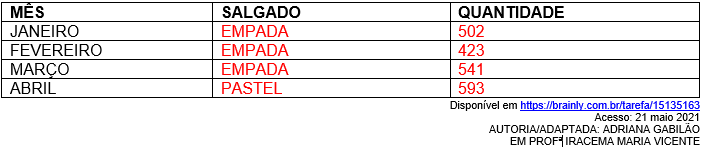 MÊS SALGADO QUANTIDADE
JANEIRO EMPADA 502
FEVEREIRO EMPADA 423
MARÇO EMPADA 541
ABRIL PASTEL 593
Disponível em https://brainly.com.br/tarefa/15135163
Acesso: 21 maio 2021
AUTORIA/ADAPTADA: ADRIANA GABILÃO
EM PROFª IRACEMA MARIA VICENTE